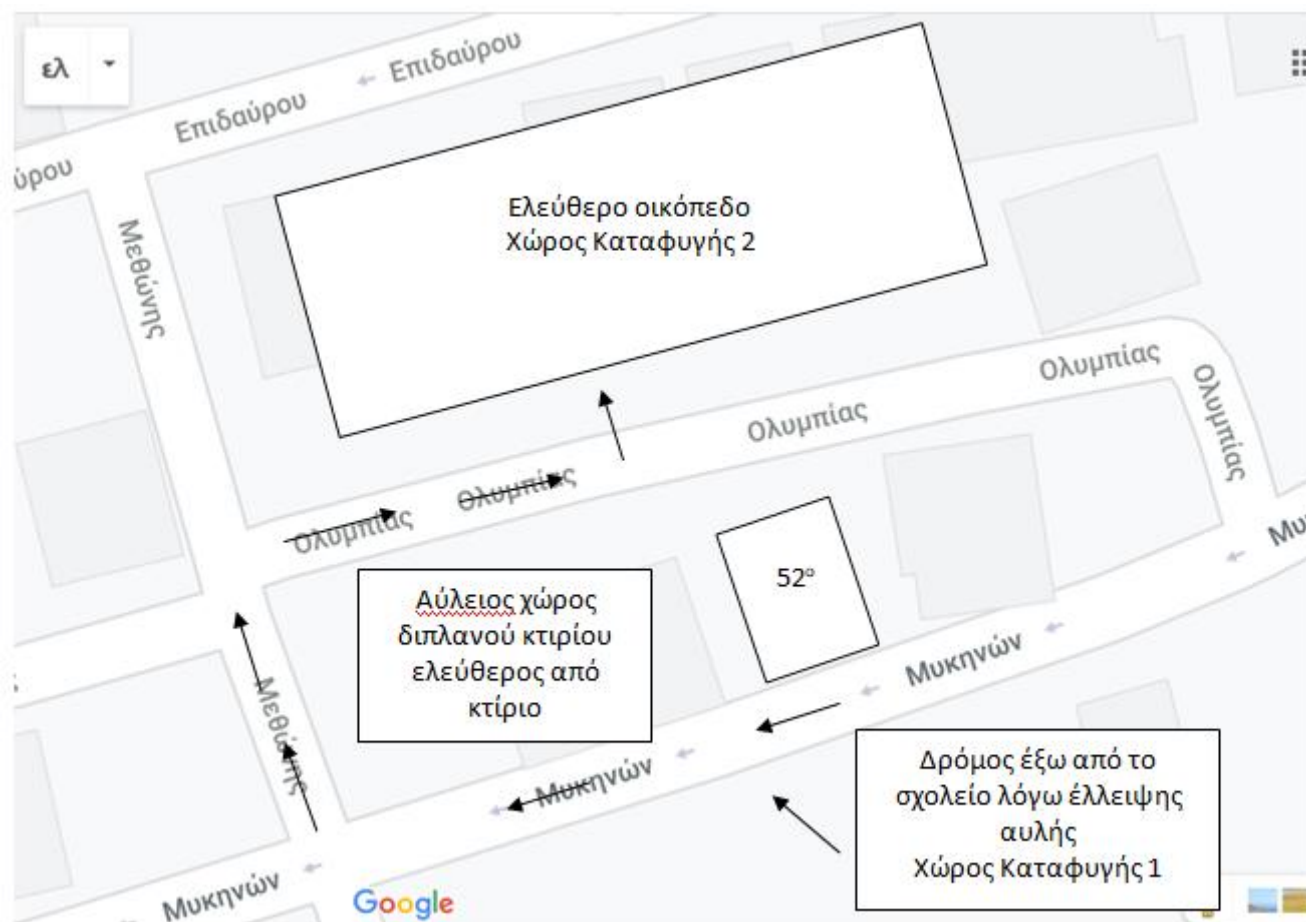 ελ
Επιδαύρου
Επιδαύρου
ύρου
Ελεύθερο οικόπεδο
Χώρος Καταφυγής 2
Μεθώνης
Ολυμπίας
Ολυμπίας
Ολυμπίας
Ολυμπίας
Ολυμπίας
52ο
Μυ
Αύλειος χώρος
διπλανού κτιρίου
ελεύθερος από
κτίριο
Μυκηνών
Μεθώνης
ς
Μυκηνών
Δρόμος έξω από το
σχολείο λόγω έλλειψης
αυλής
Χώρος Καταφυγής 1
Μυκηνών
Google